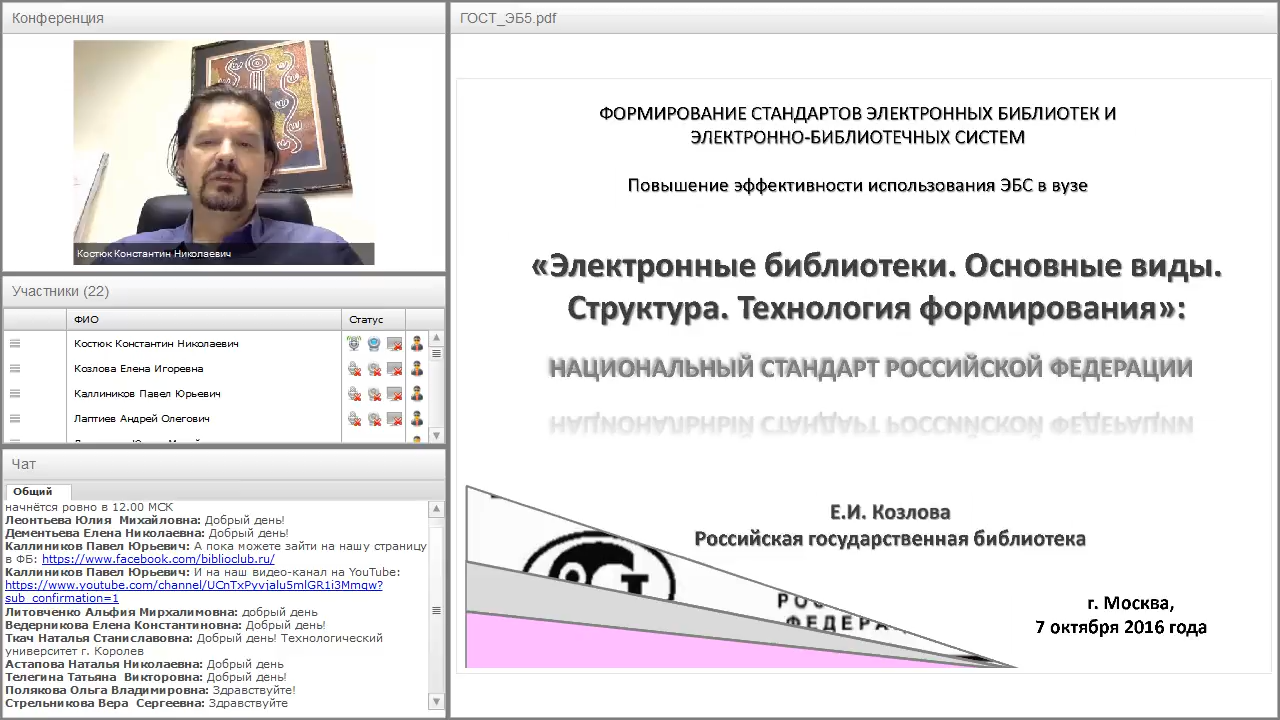 Конференция
Костюк Константин Николаевич
Участники (22)
ФИО
Статус
Костюк Константин Николаевич
Козлова Елена Игоревна
Каллиников Павел Юрьевич
Лаптиев Андрей Олегович
Чат
Общий
начнётся ровно в 12.00 МСК
Леонтьева Юлия Михайловна: Добрый день!
Дементьева Елена Николаевна: Добрый день!
Каллиников Павел Юрьевич: А пока можете зайти на нашу страницу
в ФБ: https://www.facebook.com/biblioclub.ru/
Каллиников Павел Юрьевич: И на наш видео-канал на YouTube:
https://www.youtube.com/channel/UCnTxPyvjalu5mlGR1i3Mmqw?
sub_confirmation=1
Литовченко Альфия Мирхалимовна: добрый день
Ведерникова Елена Константиновна: Добрый день!
Ткач Наталья Станиславовна: Добрый день! Технологический
университет г. Королев
Астапова Наталья Николаевна: Добрый день
Телегина Татьяна Викторовна: Добрый день!
Полякова Ольга Владимировна: Здравствуйте!
Стрельникова Вера Сергеевна: Здравствуйте
ГОСТ_ЭБ5.pdf
ФОРМИРОВАНИЕ СТАНДАРТОВ ЭЛЕКТРОННЫХ БИБЛИОТЕК И
ЭЛЕКТРОННО-БИБЛИОТЕЧНЫХ СИСТЕМ
Повышение эффективности использования ЭБС в вузе
«Электронные библиотеки. Основные виды.
Структура. Технология формирования»:
НАЦИОНАЛЬНЫЙ СТАНДАРТ РОССИЙСКОЙ ФЕДЕРАЦИИ
Е.И. Козлова
Российская государственная библиотека
г. Москва,
7 октября 2016 года